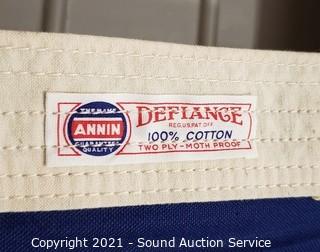 THE NAME
ANNIN
GUARANTEES
QUALITY
DEFIANCE
REG.US.PAT.OFF.
100% COTTON
TWO PLY-MOTH PROOF
Copyright 2021 - Sound Auction Service